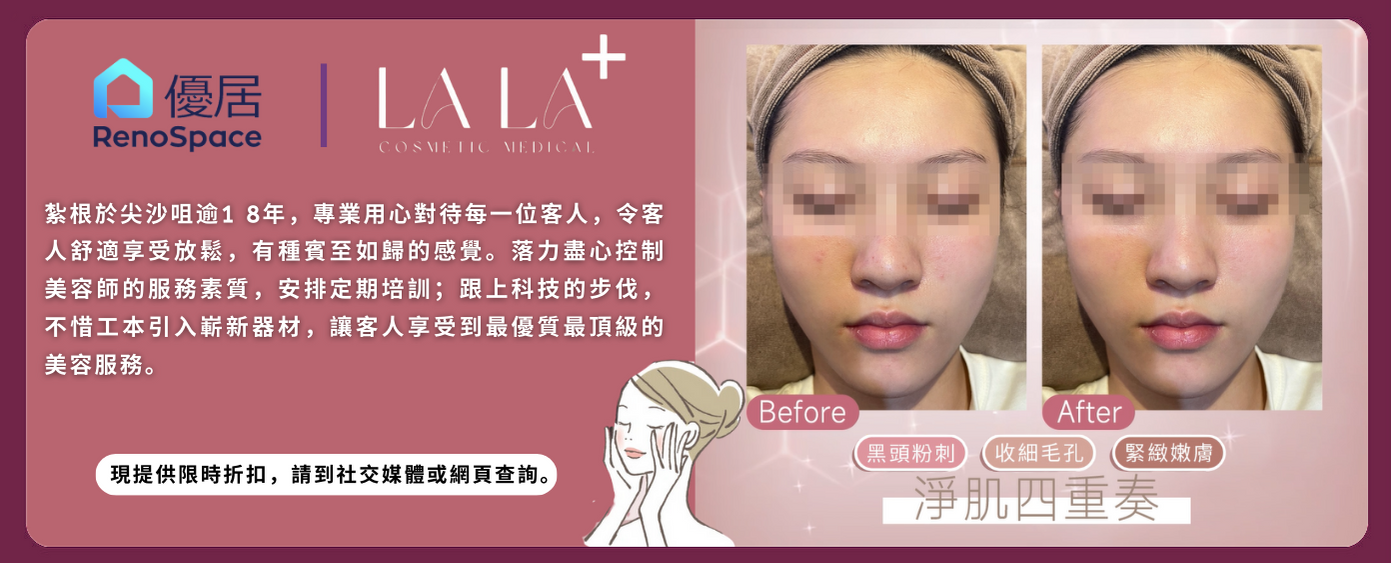 優居
RenoSpace
LA LA+
COSMETIC MEDICAL
紮根於尖沙咀逾1 8年，專業用心對待每一位客人，令客
人舒適享受放鬆，有種賓至如歸的感覺。落力盡心控制
美容師的服務素質，安排定期培訓；跟上科技的步伐，
不惜工本引入嶄新器材，讓客人享受到最優質最頂級的
美容服務。
現提供限時折扣，請到社交媒體或網頁查詢。
Before
After
黑頭粉刺
收細毛孔
緊緻嫩膚
淨肌四重奏